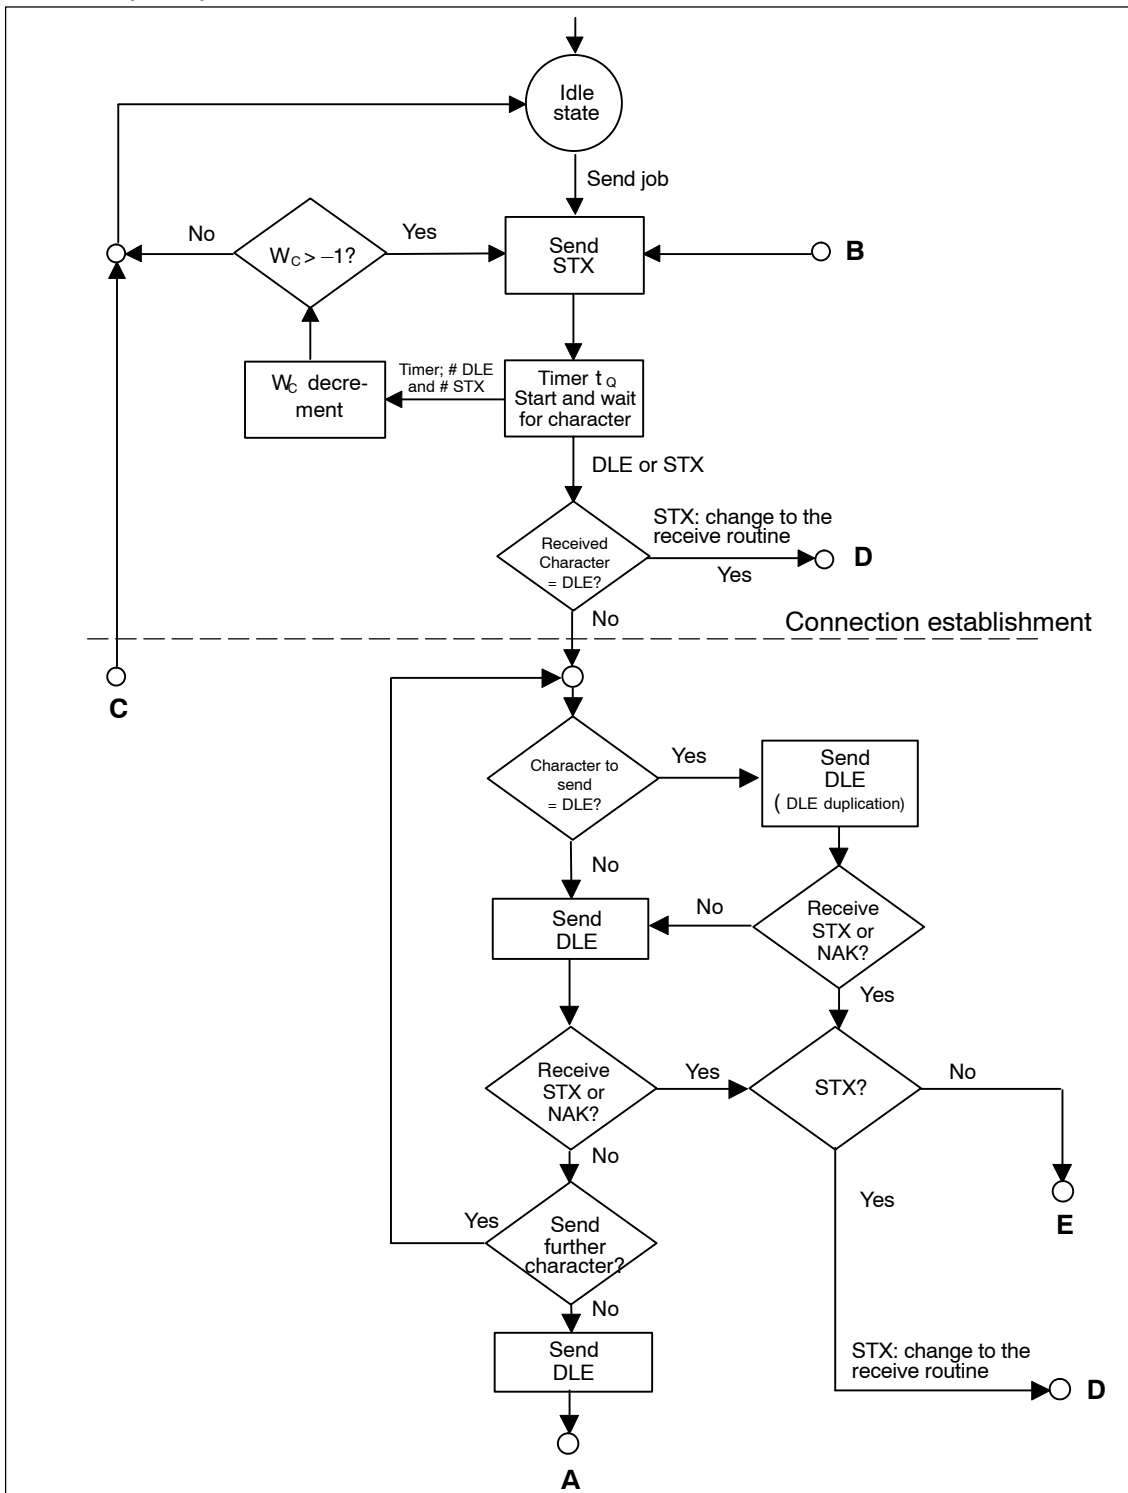 Idle
state
Send job
No
W C > −1?
Yes
Send
STX
B
W C decre-
ment
Timer; # DLE
and # STX
Timer t Q
Start and wait
for character
DLE or STX
Received
Character
= DLE?
STX: change to the
receive routine
Yes
D
No
Connection establishment
C
Character to
send
= DLE?
Yes
Send
DLE
( DLE duplication)
No
Send
DLE
No
Receive
STX or
NAK?
Yes
Receive
STX or
NAK?
Yes
STX?
No
No
Yes
E
Yes
Send
further
character?
No
Send
DLE
STX: change to the
receive routine
D
A